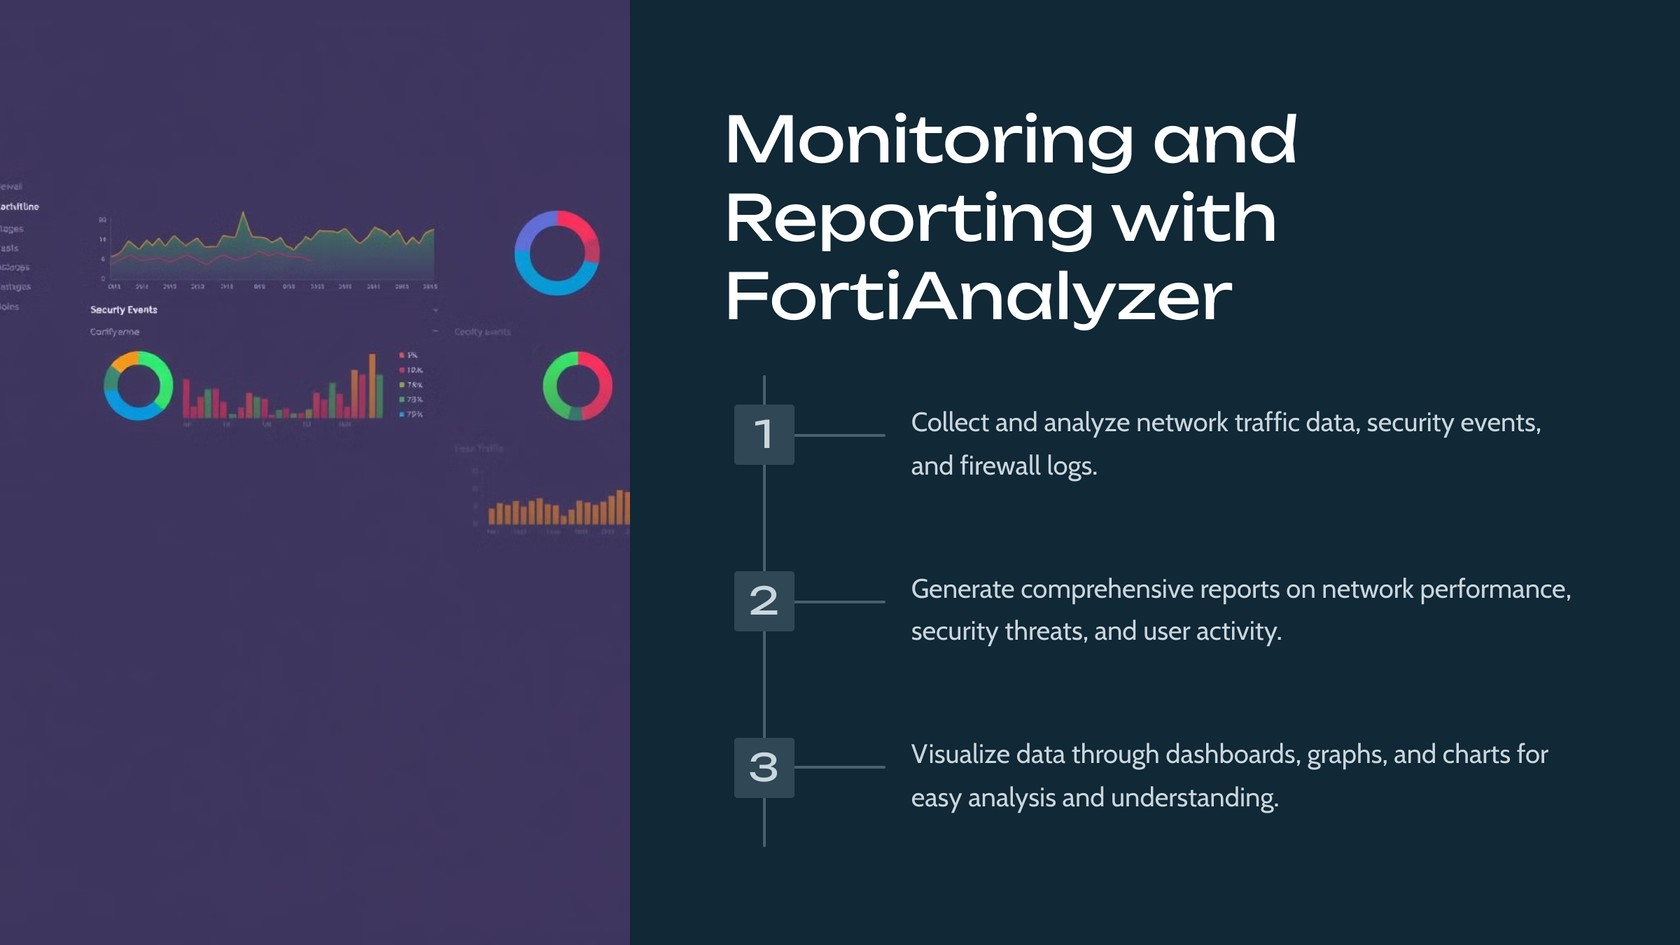 Monitoring and
Reporting with
FortiAnalyzer
1
Collect and analyze network traffic data, security events,
and firewall logs.
2
Generate comprehensive reports on network performance,
security threats, and user activity.
3
Visualize data through dashboards, graphs, and charts for
easy analysis and understanding.
Securty Events